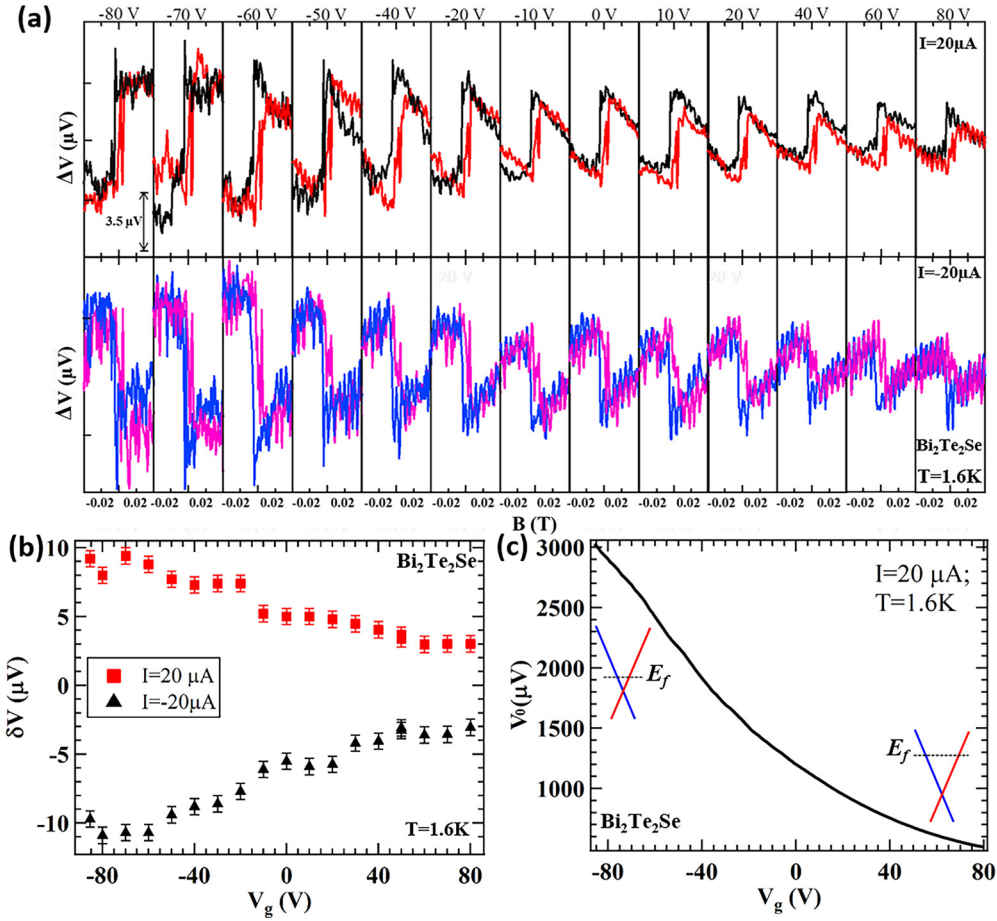 (a)
-80 V -70 V -60 V -50 V -40 V -20 V -10 V 0 V 10 V 20 V 40 V 60 V 80 V
I=20μA
ΔV (μV)
3.5 μV
I=-20μA
ΔV (μV)
Bi₂Te₂Se
T=1.6K
-0.02 0.02 -0.02 0.02 -0.02 0.02 -0.02 0.02 -0.02 0.02 -0.02 0.02 -0.02 0.02 -0.02 0.02 -0.02 0.02 -0.02 0.02 -0.02 0.02 -0.02 0.02 -0.02 0.02
B (T)
(b)
10
5
0
-5
-10
δV (μV)
Bi₂Te₂Se
I=20 μA
I=-20μA
T=1.6K
-80 -40 0 40 80
Vg (V)
(c)
3000
2500
2000
1500
1000
V₀(μV)
I=20 μA;
T=1.6K
Ef
Ef
Bi₂Te₂Se
-80 -40 0 40 80
Vg (V)